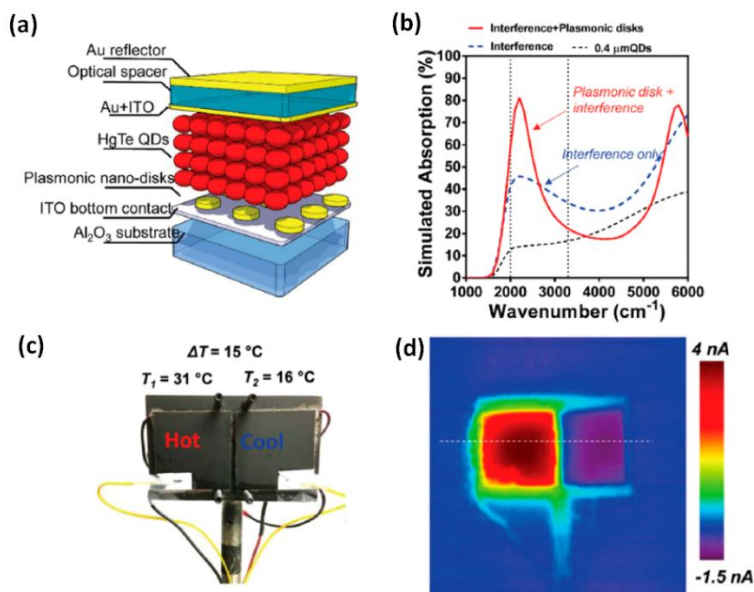 (a)
Au reflector
Optical spacer
Au+ITO
HgTe QDs
Plasmonic nano-disks
ITO bottom contact
Al₂O₃ substrate
(b)
Interference+Plasmonic disks
Interference
0.4 μmQDs
Simulated Absorption (%)
100
90
80
70
60
50
40
30
20
10
0
Plasmonic disk +
interference
Interference only
1000 2000 3000 4000 5000 6000
Wavenumber (cm⁻¹)
(c)
ΔT = 15 °C
T₁ = 31 °C T₂ = 16 °C
Hot Cool
(d)
4 nA
-1.5 nA